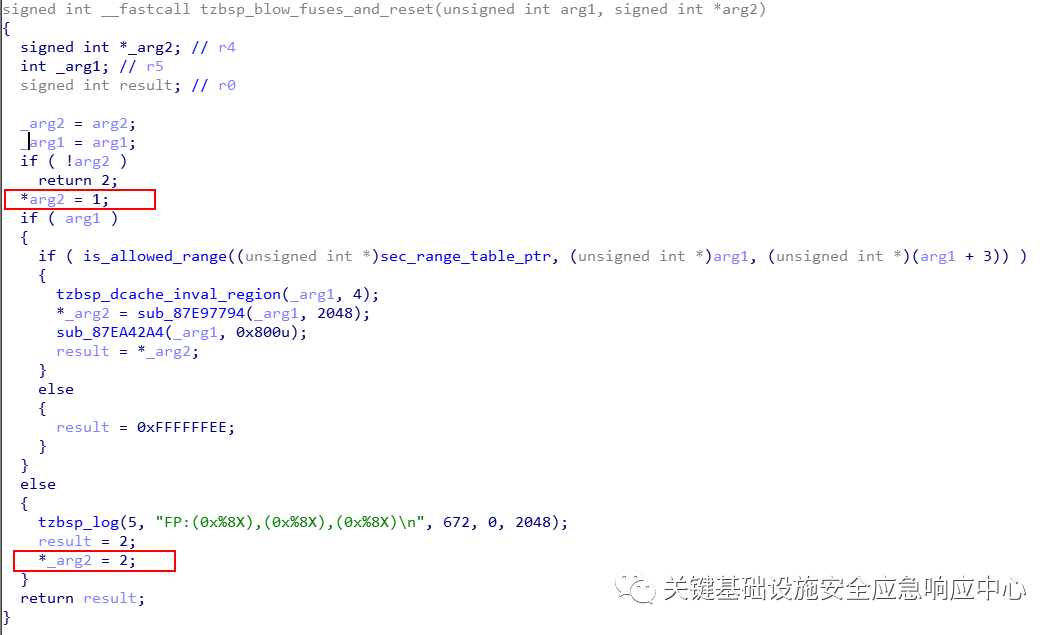 signed int __fastcall tzbsp_blow_fuses_and_reset(unsigned int arg1, signed int *arg2)
{
  signed int *_arg2; // r4
  int _arg1; // r5
  signed int result; // r0

  _arg2 = arg2;
  _arg1 = arg1;
  if ( !arg2 )
    return 2;
  *arg2 = 1;
  if ( arg1 )
  {
    if ( is_allowed_range((unsigned int *)sec_range_table_ptr, (unsigned int *)arg1, (unsigned int *)(arg1 + 3)) )
    {
      tzbsp_dcache_inval_region(_arg1, 4);
      *_arg2 = sub_87E97794(_arg1, 2048);
      sub_87EA42A4(_arg1, 0x800u);
      result = *_arg2;
    }
    else
    {
      result = 0xFFFFFFEE;
    }
  }
  else
  {
    tzbsp_log(5, "FP:(0x%8X),(0x%8X),(0x%8X)\n", 672, 0, 2048);
    result = 2;
    *_arg2 = 2;
  }
  return result;
}
关键基础设施安全应急响应中心